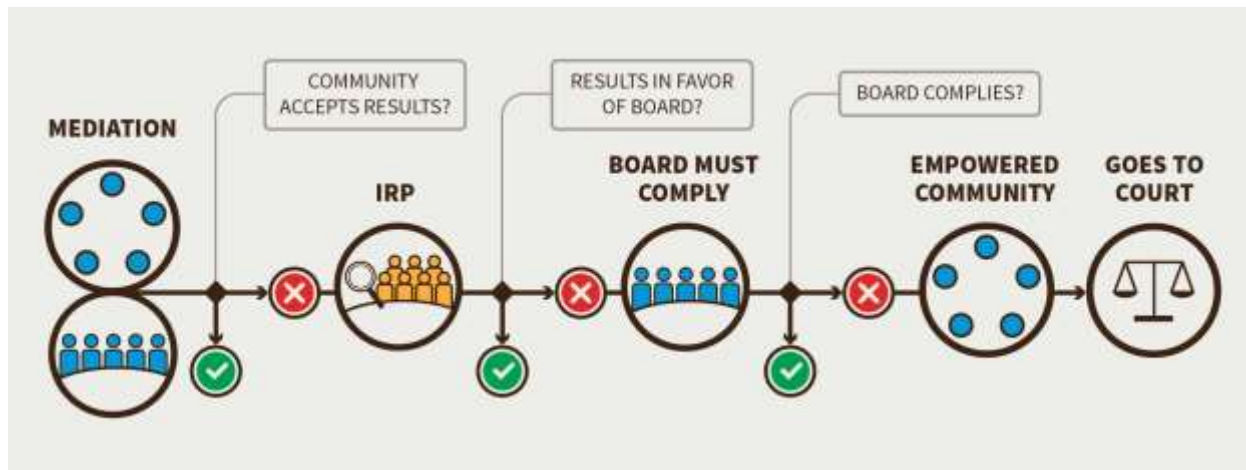 COMMUNITY
ACCEPTS RESULTS?
RESULTS IN FAVOR
OF BOARD?
BOARD COMPLIES?
MEDIATION
IRP
BOARD MUST
COMPLY
EMPOWERED
COMMUNITY
GOES TO
COURT